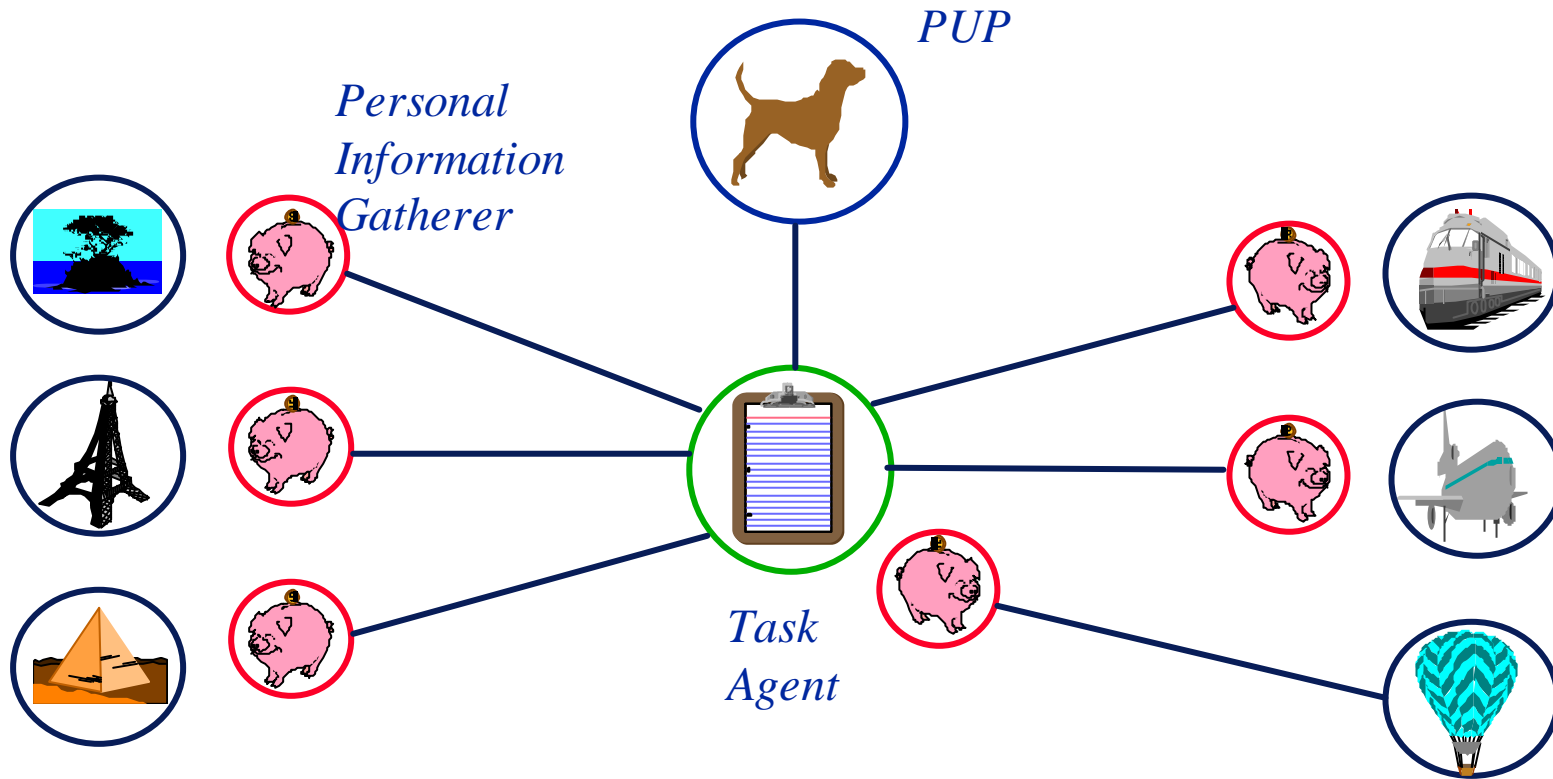 PUP
Personal
Information
Gatherer
Task
Agent